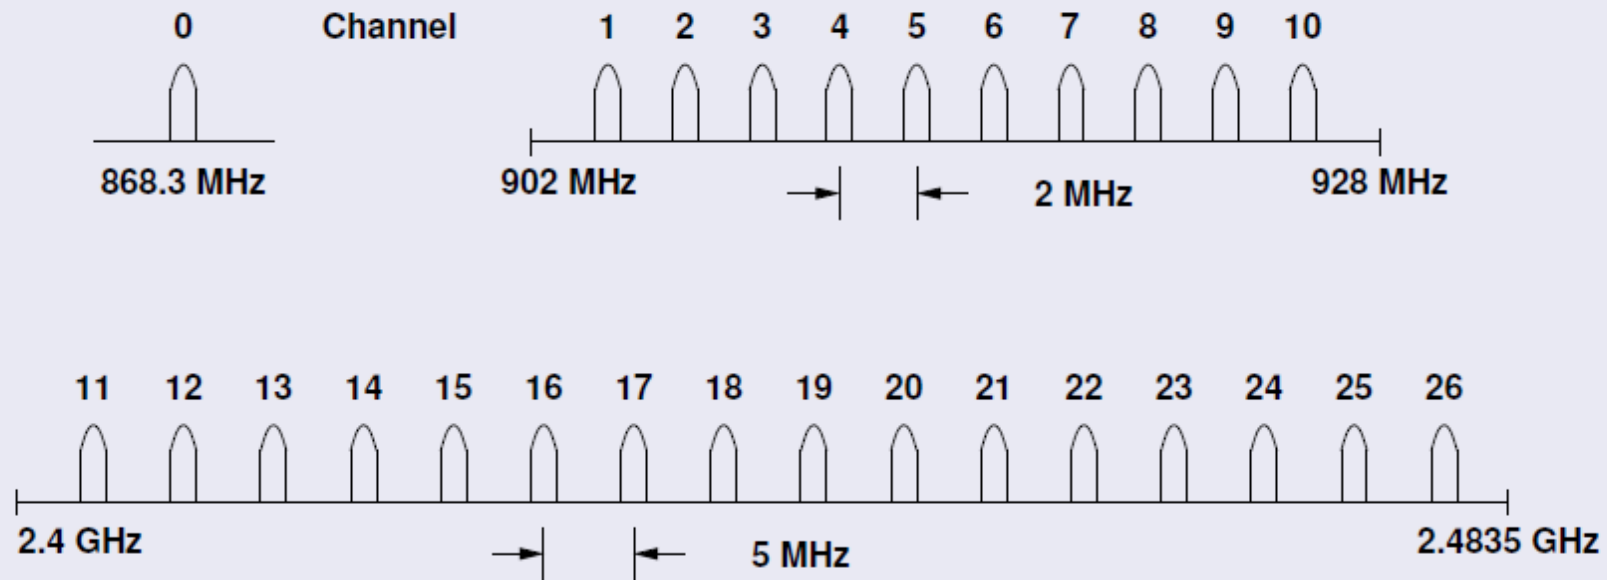 0 Channel 1 2 3 4 5 6 7 8 9 10
868.3 MHz 902 MHz 928 MHz
2 MHz
11 12 13 14 15 16 17 18 19 20 21 22 23 24 25 26
2.4 GHz 2.4835 GHz
5 MHz